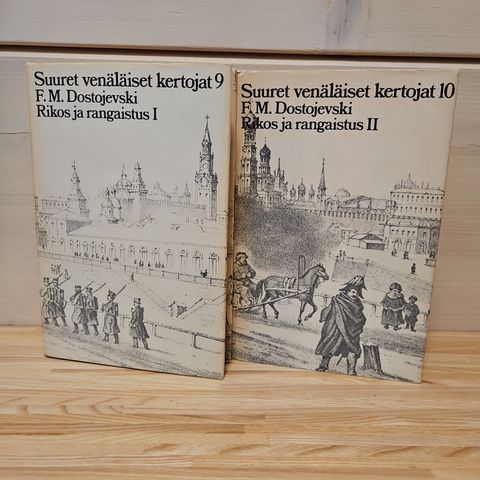 Suuret venäläiset kertojat 9
F. M. Dostojevski
Rikos ja rangaistus I
Suuret venäläiset kertojat 10
F. M. Dostojevski
Rikos ja rangaistus II